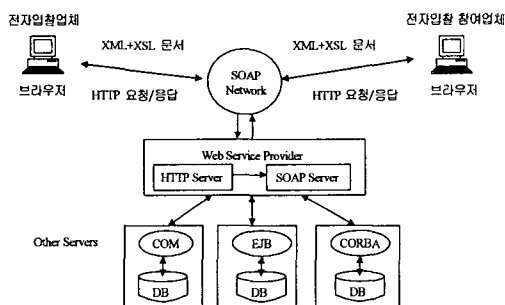 전자입찰업체
전자입찰 참여업체
XML+XSL 문서
XML+XSL 문서
SOAP
Network
브라우저
HTTP 요청/응답
HTTP 요청/응답
브라우저
Web Service Provider
HTTP Server
SOAP Server
Other Servers
COM
EJB
CORBA
DB
DB
DB